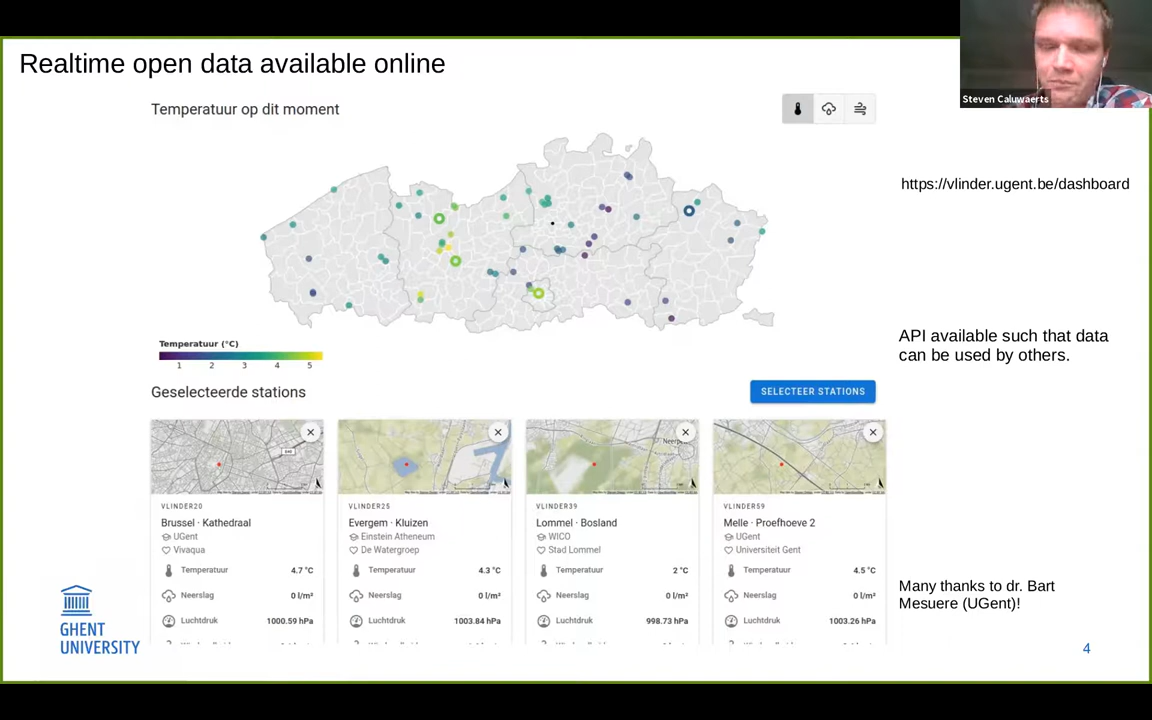 Realtime open data available online
Steven Caluwaerts
Temperatuur op dit moment
https://vlinder.ugent.be/dashboard
Temperatuur (°C)
1 2 3 4 5
API available such that data
can be used by others.
Geselecteerde stations
SELECTEER STATIONS
VLINDER20
Brussel · Kathedraal
UGent
Vivaqua
Temperatuur 4.7 °C
Neerslag 0 l/m²
Luchtdruk 1000.59 hPa
VLINDER25
Evergem · Kluizen
Einstein Atheneum
De Watergroep
Temperatuur 4.3 °C
Neerslag 0 l/m²
Luchtdruk 1003.84 hPa
VLINDER39
Lommel · Bosland
WICO
Stad Lommel
Temperatuur 2 °C
Neerslag 0 l/m²
Luchtdruk 998.73 hPa
VLINDER59
Melle · Proefhoeve 2
UGent
Universiteit Gent
Temperatuur 4.5 °C
Neerslag 0 l/m²
Luchtdruk 1003.26 hPa
Many thanks to dr. Bart
Mesuere (UGent)!
GHENT
UNIVERSITY
4